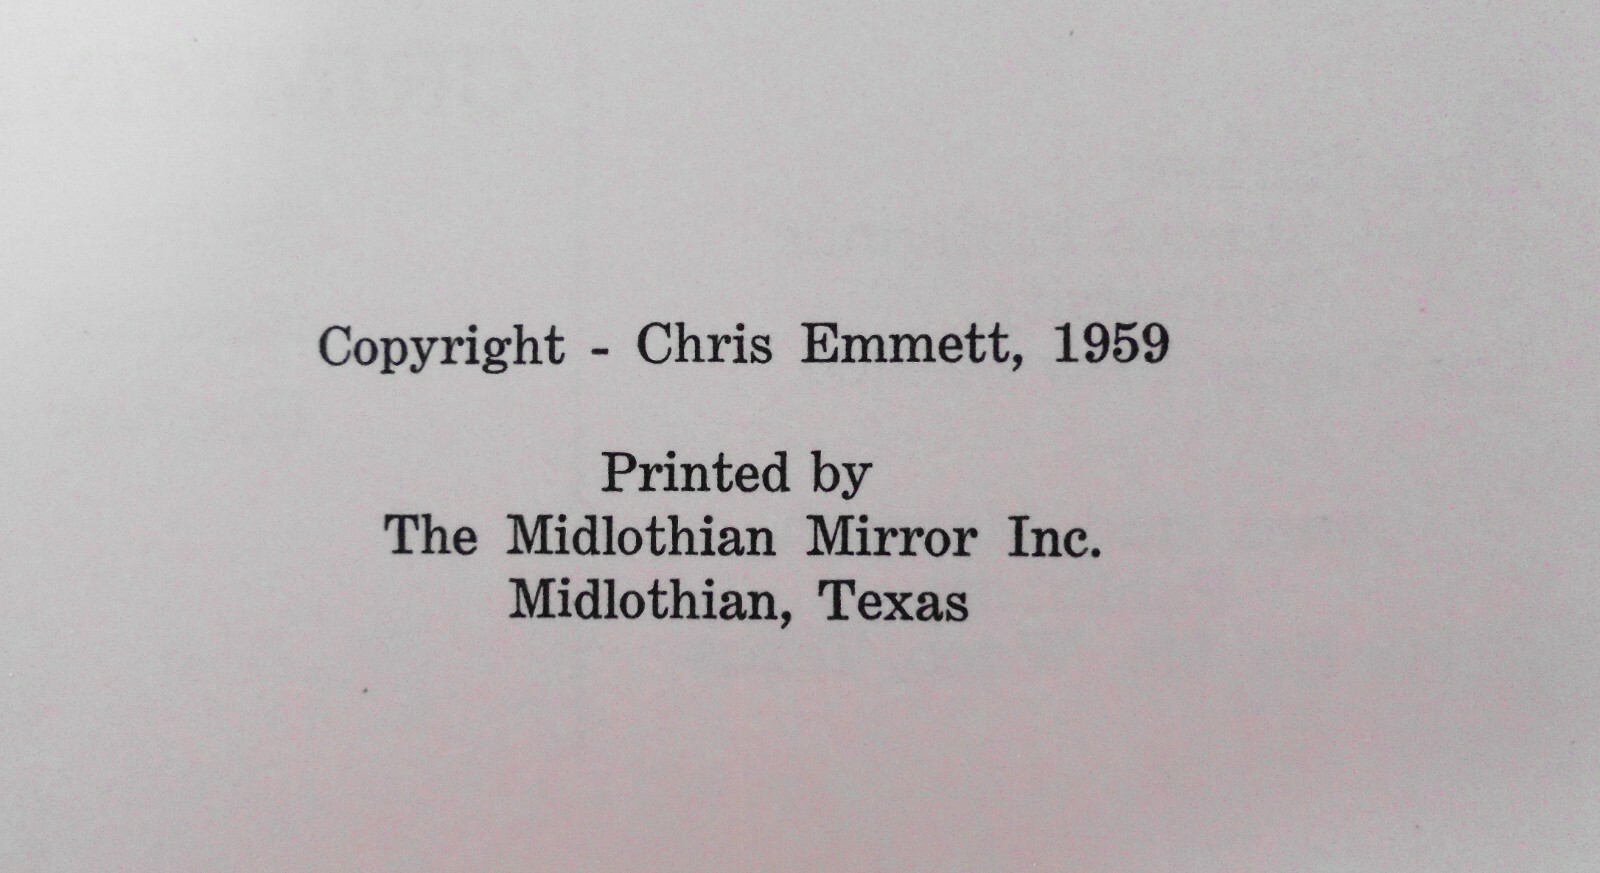 Copyright - Chris Emmett, 1959
Printed by
The Midlothian Mirror Inc.
Midlothian, Texas